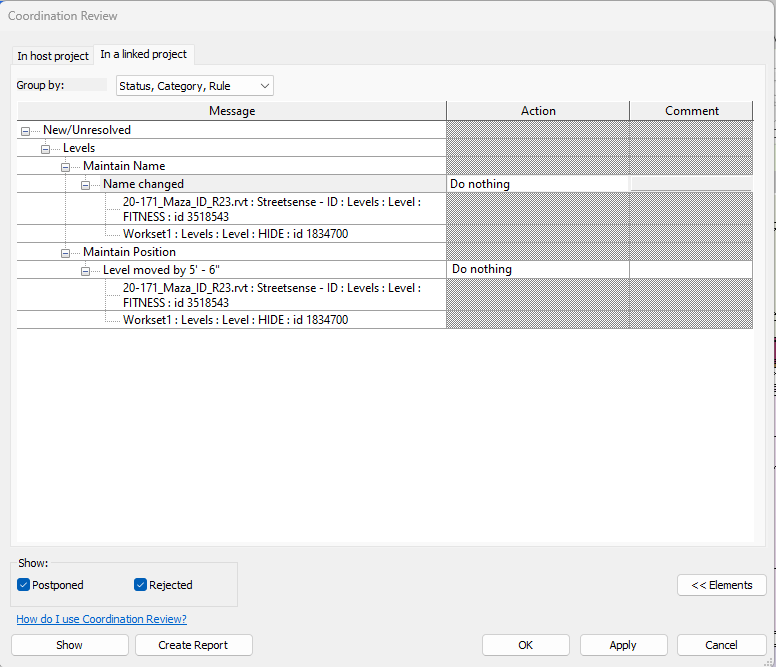 Coordination Review
In host project
In a linked project
Group by:
Status, Category, Rule
Message
Action
Comment
New/Unresolved
Levels
Maintain Name
Name changed
Do nothing
20-171_Maza_ID_R23.rvt : Streetsense - ID : Levels : Level :
FITNESS : id 3518543
Workset1 : Levels : Level : HIDE : id 1834700
Maintain Position
Level moved by 5' - 6"
Do nothing
20-171_Maza_ID_R23.rvt : Streetsense - ID : Levels : Level :
FITNESS : id 3518543
Workset1 : Levels : Level : HIDE : id 1834700
Show:
Postponed
Rejected
<< Elements
How do I use Coordination Review?
Show
Create Report
OK
Apply
Cancel